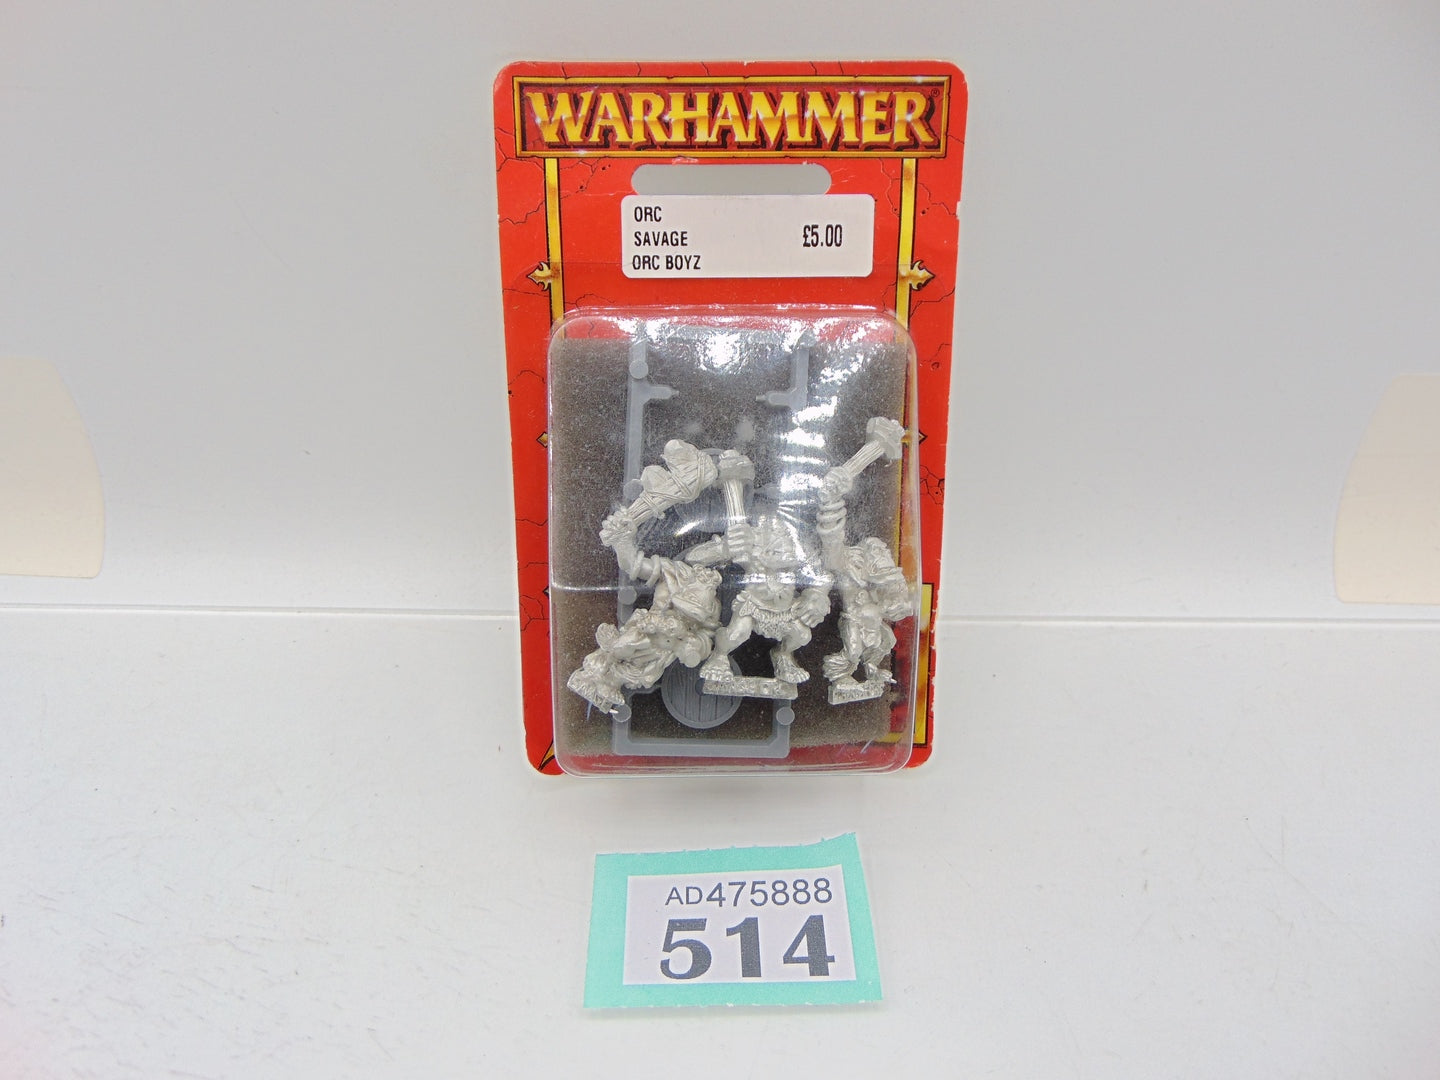 WARHAMMER®
ORC
SAVAGE £5.00
ORC BOYZ
AD475888
514